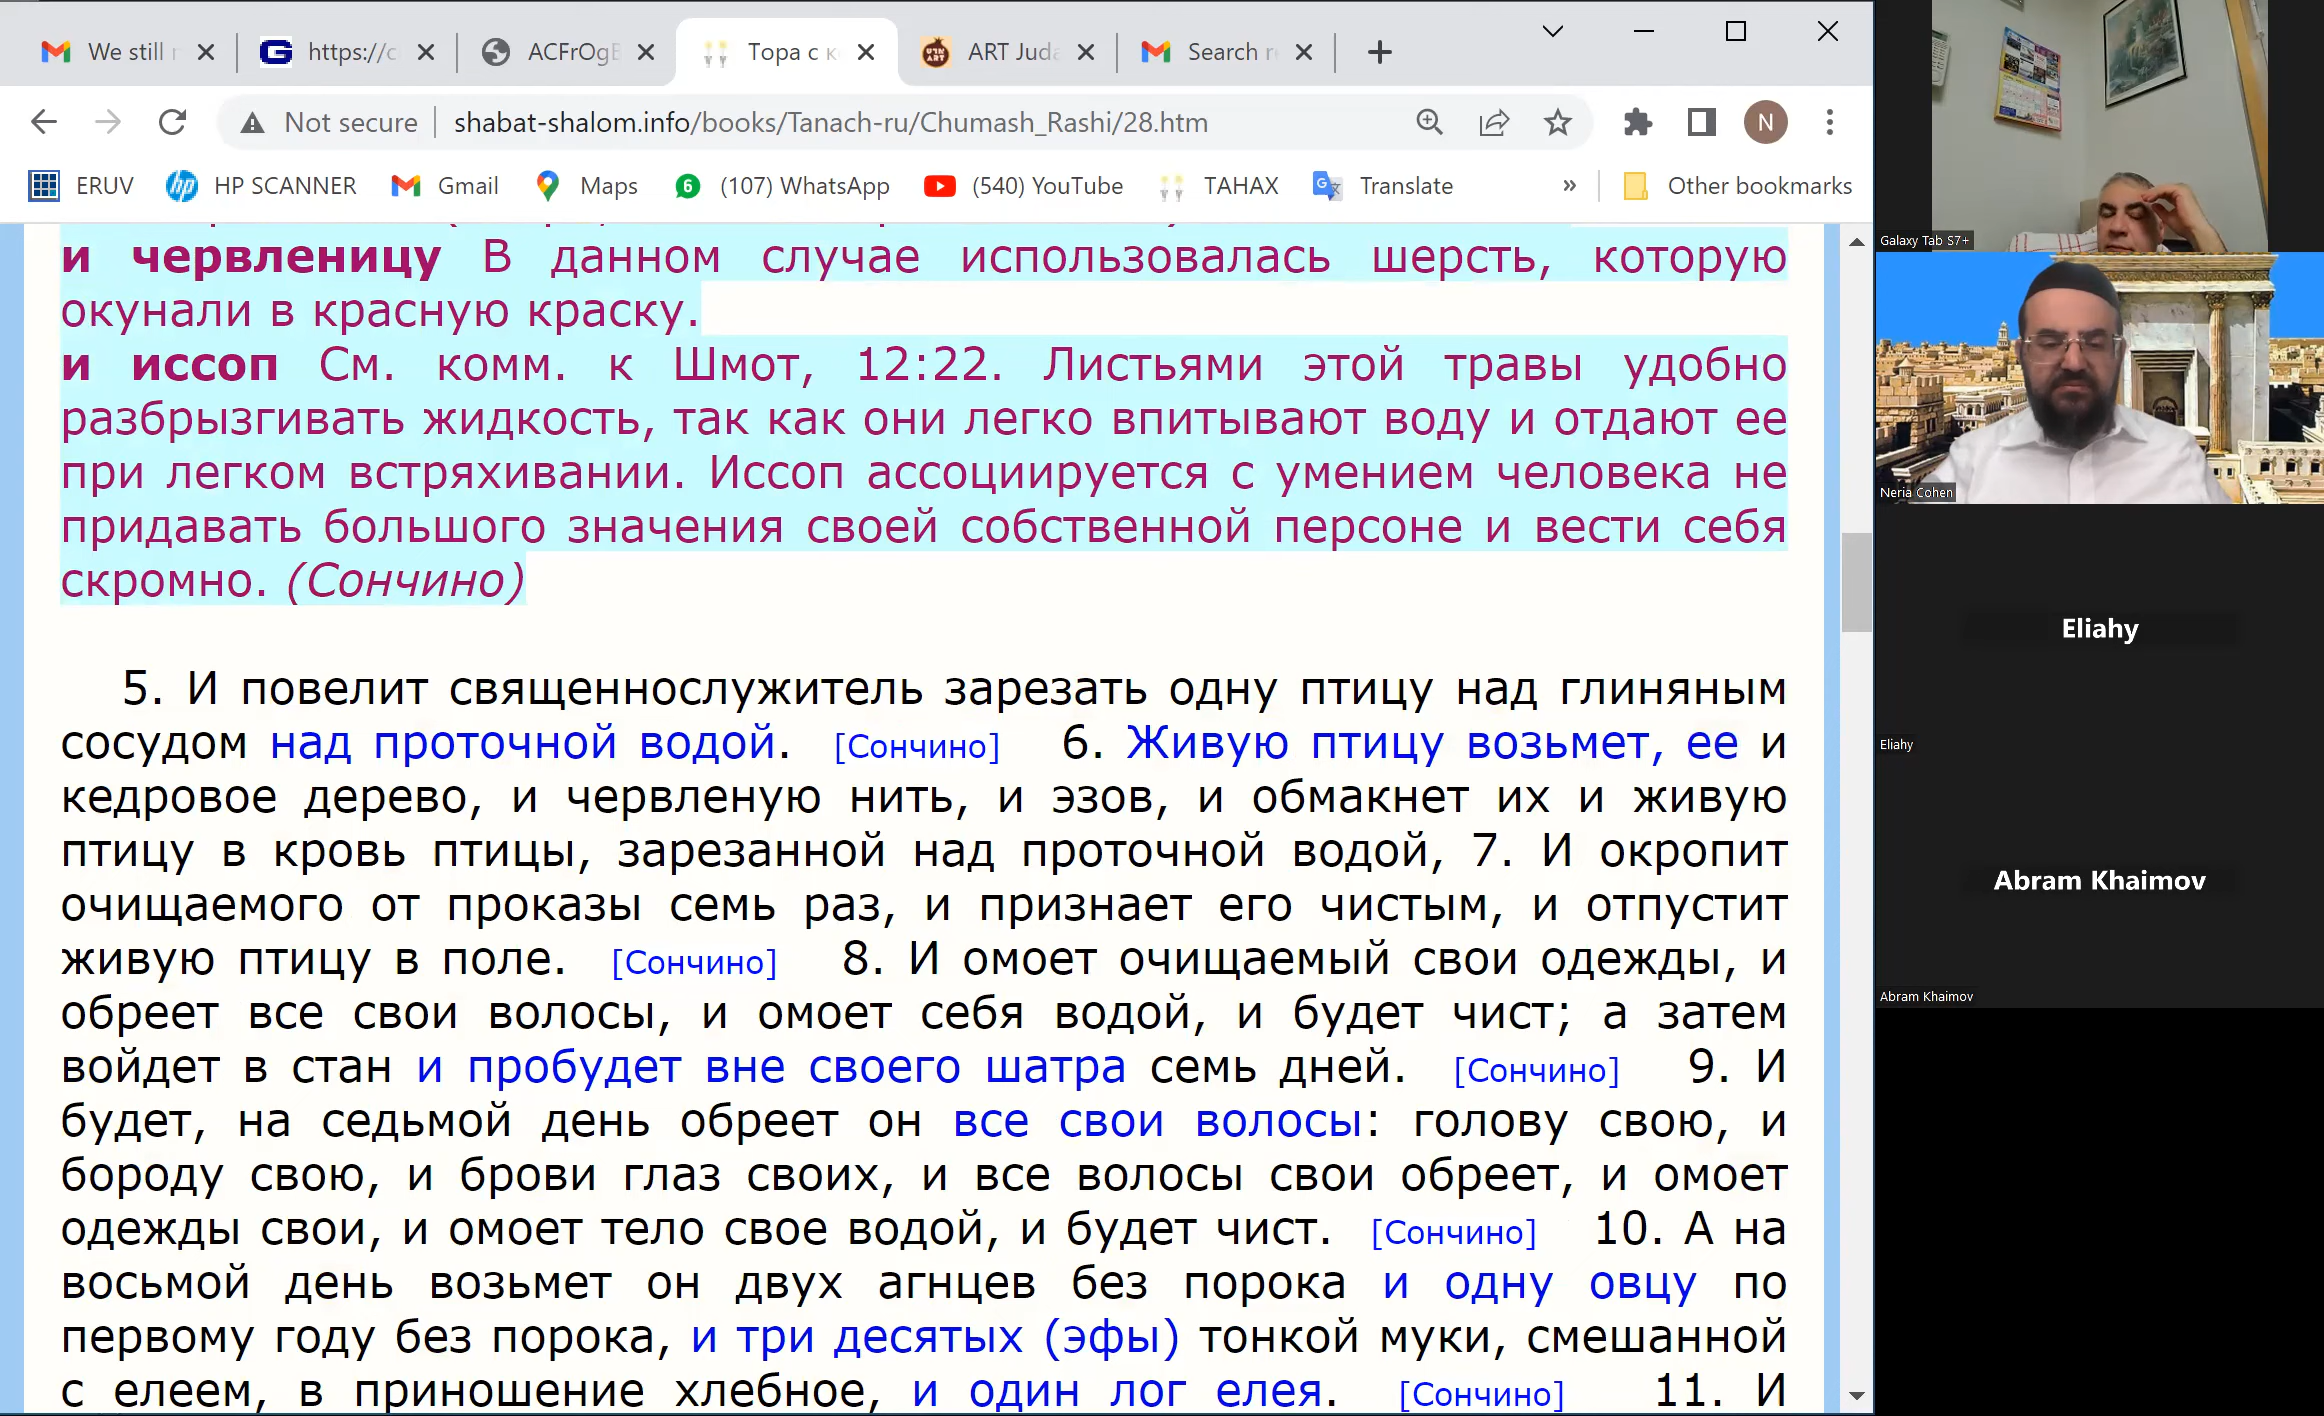 We still
https://c
ACFrOgE
Тора с к
ART Juda
Search r
Not secure
shabat-shalom.info/books/Tanach-ru/Chumash_Rashi/28.htm
N
ERUV
HP SCANNER
Gmail
Maps
(107) WhatsApp
(540) YouTube
ТАНАХ
Translate
»
Other bookmarks
и червленицу В данном случае использовалась шерсть, которую
окунали в красную краску.
и иссоп См. комм. к Шмот, 12:22. Листьями этой травы удобно
разбрызгивать жидкость, так как они легко впитывают воду и отдают ее
при легком встряхивании. Иссоп ассоциируется с умением человека не
придавать большого значения своей собственной персоне и вести себя
скромно. (Сончино)
5. И повелит священнослужитель зарезать одну птицу над глиняным
сосудом над проточной водой. [Сончино] 6. Живую птицу возьмет, ее и
кедровое дерево, и червленую нить, и эзов, и обмакнет их и живую
птицу в кровь птицы, зарезанной над проточной водой, 7. И окропит
очищаемого от проказы семь раз, и признает его чистым, и отпустит
живую птицу в поле. [Сончино] 8. И омоет очищаемый свои одежды, и
обреет все свои волосы, и омоет себя водой, и будет чист; а затем
войдет в стан и пробудет вне своего шатра семь дней. [Сончино] 9. И
будет, на седьмой день обреет он все свои волосы: голову свою, и
бороду свою, и брови глаз своих, и все волосы свои обреет, и омоет
одежды свои, и омоет тело свое водой, и будет чист. [Сончино] 10. А на
восьмой день возьмет он двух агнцев без порока и одну овцу по
первому году без порока, и три десятых (эфы) тонкой муки, смешанной
с елеем, в приношение хлебное, и один лог елея. [Сончино] 11. И
Galaxy Tab S7+
Neria Cohen
Eliahy
Eliahy
Abram Khaimov
Abram Khaimov